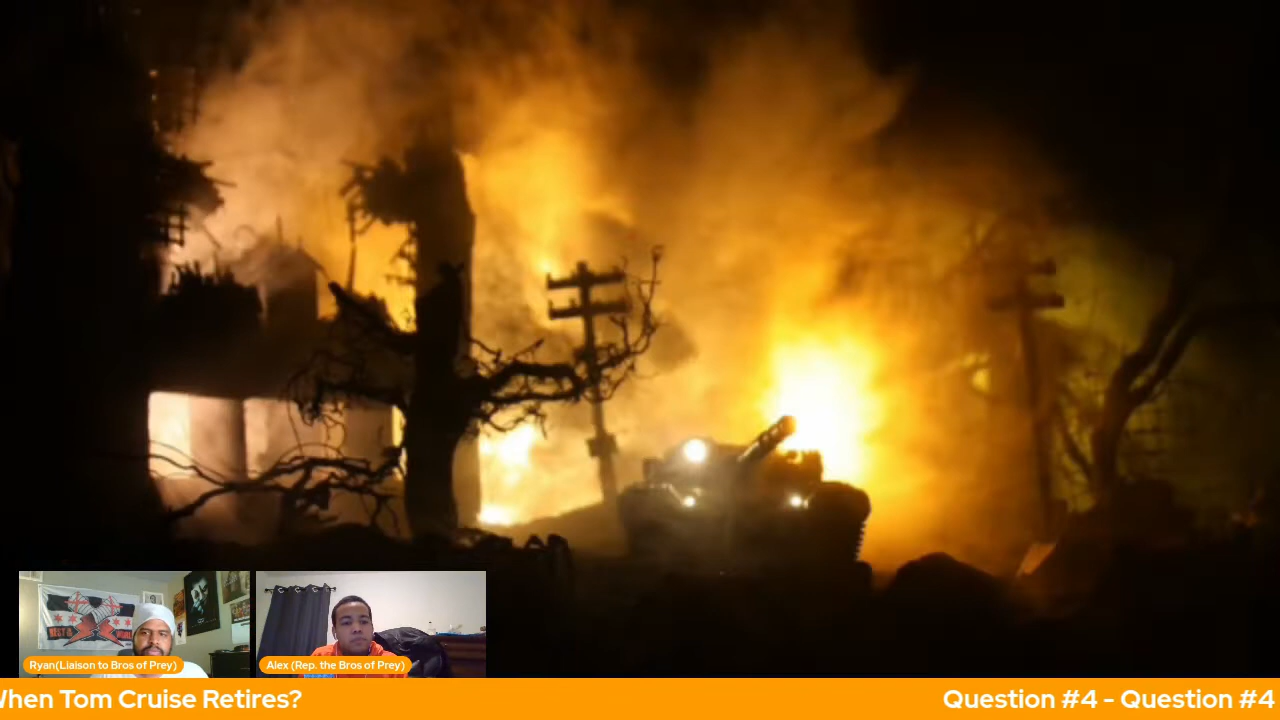 Ryan(Liaison to Bros of Prey)
Alex (Rep. the Bros of Prey)
When Tom Cruise Retires?
Question #4 - Question #4